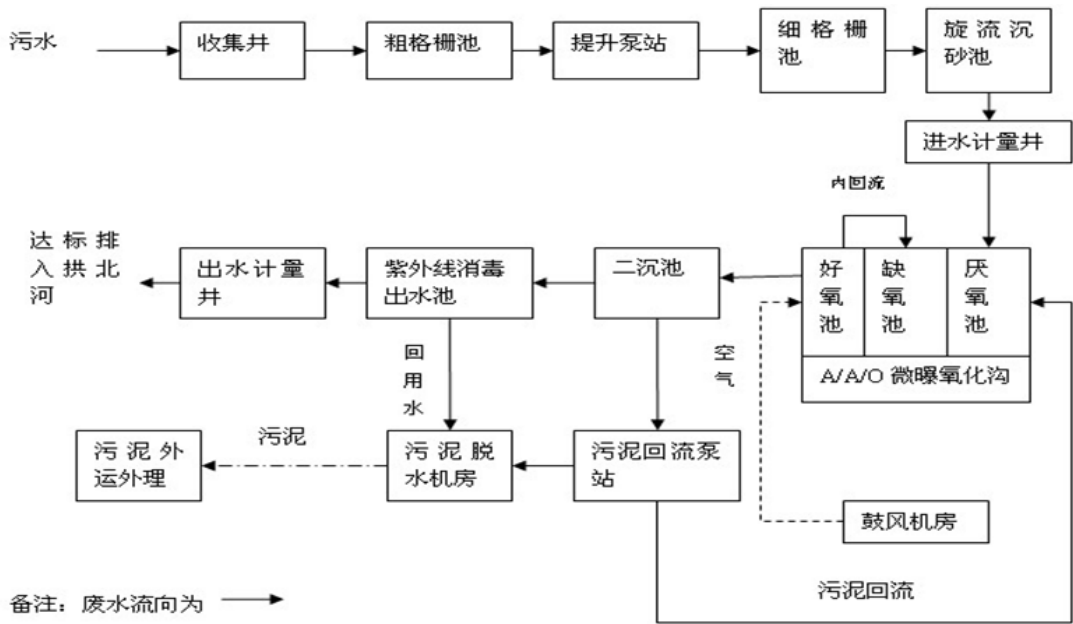 污水
收集井
粗格栅池
提升泵站
细格栅
池
旋流沉
砂池
进水计量井
内回流
好
氧
池
缺
氧
池
厌
氧
池
A/A/O 微曝氧化沟
二沉池
紫外线消毒
出水池
出水计量
井
达标排
入拱北
河
回
用
水
空
气
污泥回流泵
站
污泥脱
水机房
污泥
污泥外
运外理
鼓风机房
污泥回流
备注：废水流向为